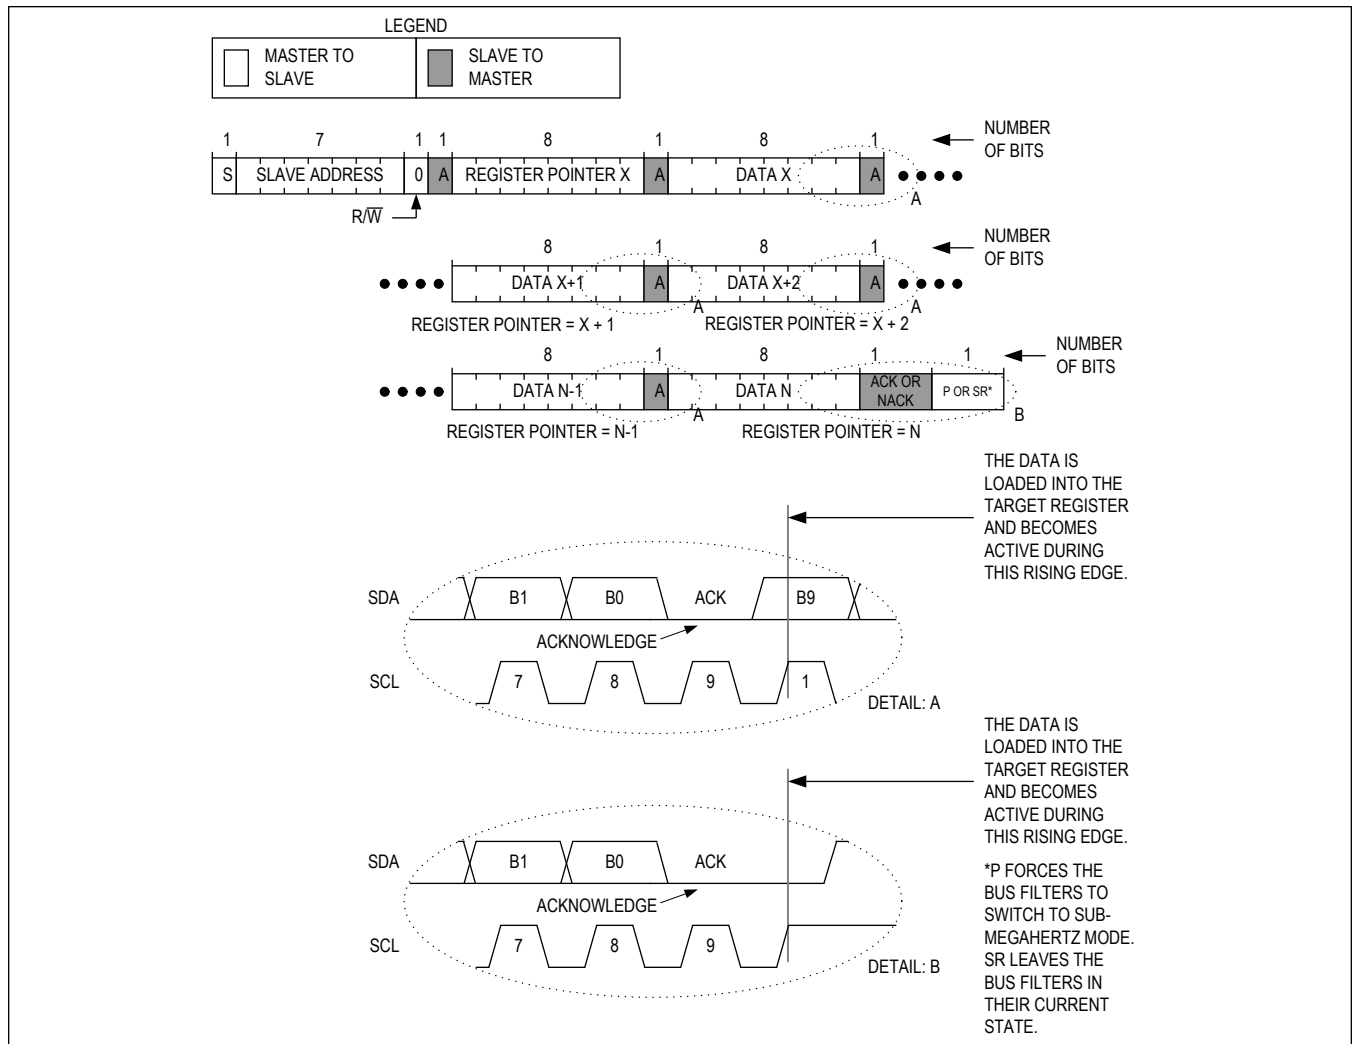 LEGEND
MASTER TO
SLAVE
SLAVE TO
MASTER
1 7 1 1 8 1 8 1
NUMBER
OF BITS
S SLAVE ADDRESS 0 A REGISTER POINTER X A DATA X A
A
R/W̅
8 1 8 1
NUMBER
OF BITS
DATA X+1 A DATA X+2 A
A A
REGISTER POINTER = X + 1 REGISTER POINTER = X + 2
8 1 8 1 1
NUMBER
OF BITS
DATA N-1 A DATA N ACK OR
NACK P OR SR*
A B
REGISTER POINTER = N-1 REGISTER POINTER = N
THE DATA IS
LOADED INTO THE
TARGET REGISTER
AND BECOMES
ACTIVE DURING
THIS RISING EDGE.
SDA B1 B0 ACK B9
ACKNOWLEDGE
SCL 7 8 9 1
DETAIL: A
THE DATA IS
LOADED INTO THE
TARGET REGISTER
AND BECOMES
ACTIVE DURING
THIS RISING EDGE.
SDA B1 B0 ACK
ACKNOWLEDGE
SCL 7 8 9
DETAIL: B
*P FORCES THE
BUS FILTERS TO
SWITCH TO SUB-
MEGAHERTZ MODE.
SR LEAVES THE
BUS FILTERS IN
THEIR CURRENT
STATE.